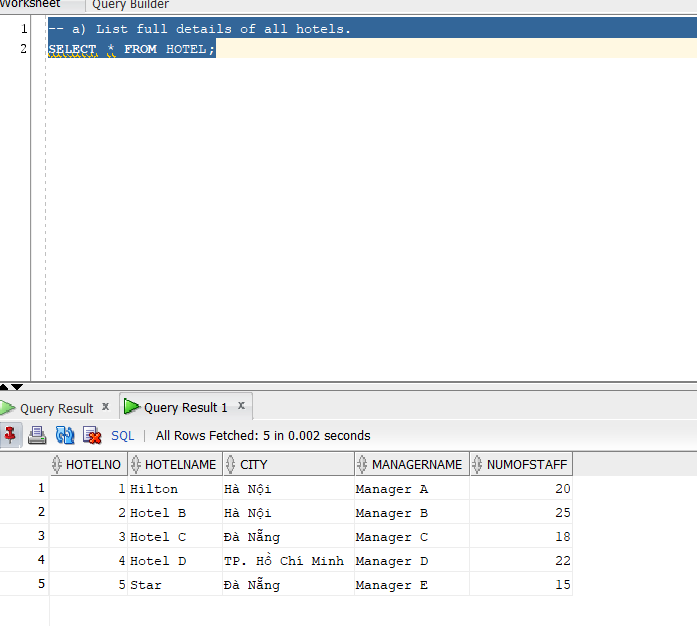 Worksheet Query Builder
1 -- a) List full details of all hotels.
2 SELECT * FROM HOTEL;
Query Result x Query Result 1 x
SQL | All Rows Fetched: 5 in 0.002 seconds
HOTELNO HOTELNAME CITY MANAGERNAME NUMOFSTAFF
1 1 Hilton Hà Nội Manager A 20
2 2 Hotel B Hà Nội Manager B 25
3 3 Hotel C Đà Nẵng Manager C 18
4 4 Hotel D TP. Hồ Chí Minh Manager D 22
5 5 Star Đà Nẵng Manager E 15